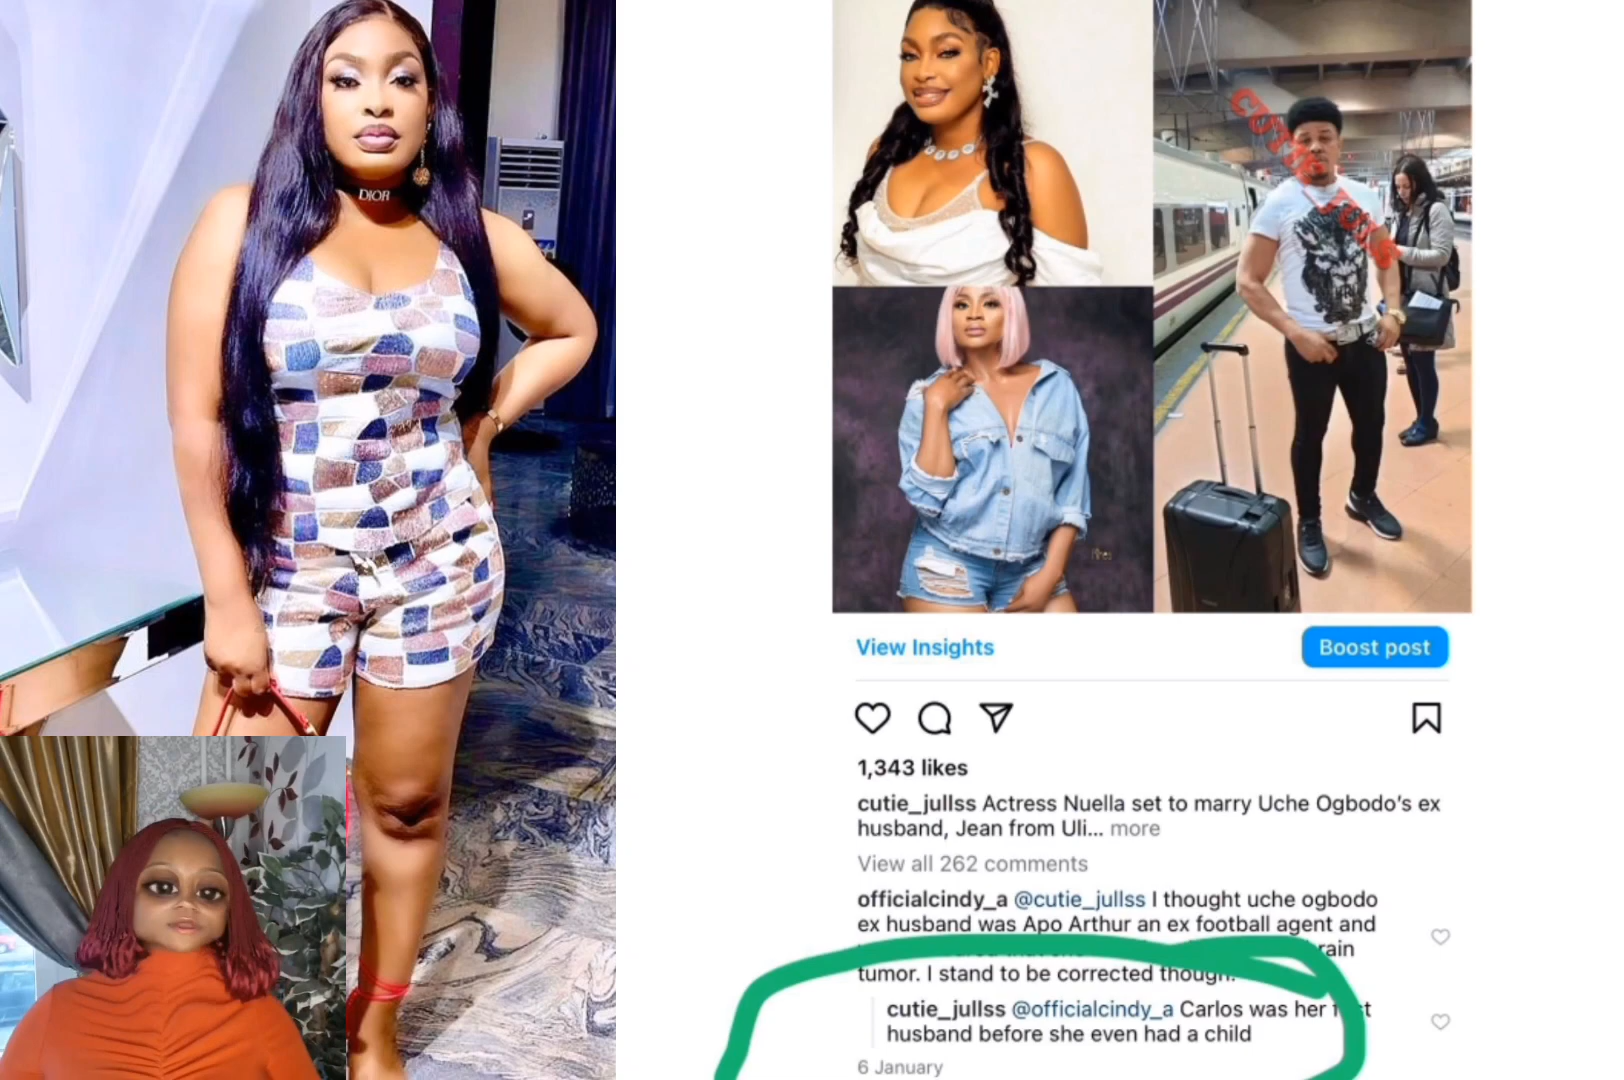 DIOR
CUTIE_JULLS
View Insights
Boost post
1,343 likes
cutie_jullss Actress Nuella set to marry Uche Ogbodo's ex
husband, Jean from Uli... more
View all 262 comments
officialcindy_a @cutie_jullss I thought uche ogbodo
ex husband was Apo Arthur an ex football agent and
tumor. I stand to be corrected though.
cutie_jullss @officialcindy_a Carlos was her
husband before she even had a child
6 January